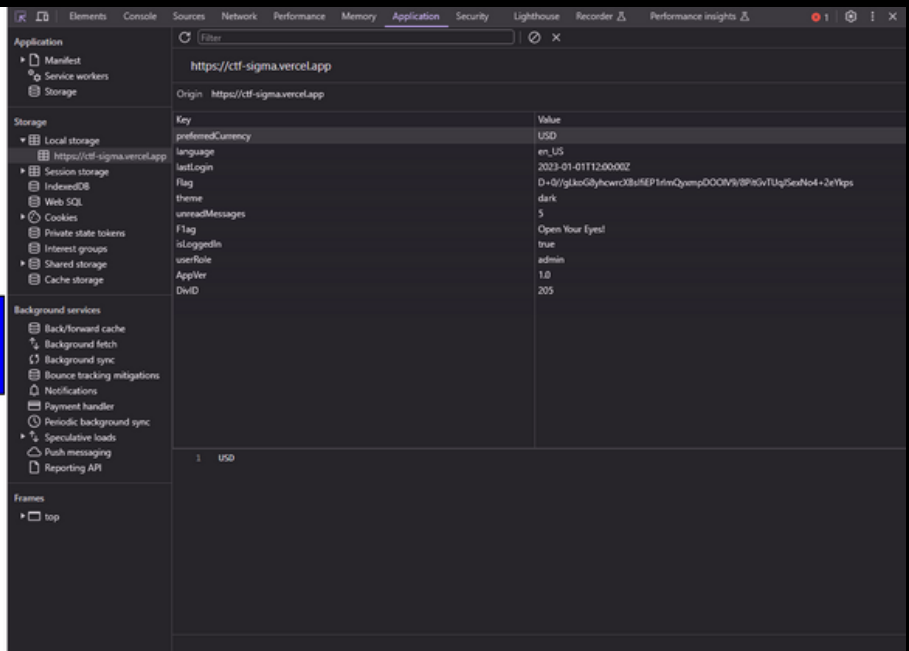 Elements Console Sources Network Performance Memory Application Security Lighthouse Recorder Performance insights 1
Application
Manifest
Service workers
Storage
Storage
Local storage
https://ctf-sigma.vercel.app
Session storage
IndexedDB
Web SQL
Cookies
Private state tokens
Interest groups
Shared storage
Cache storage
Background services
Back/forward cache
Background fetch
Background sync
Bounce tracking mitigations
Notifications
Payment handler
Periodic background sync
Speculative loads
Push messaging
Reporting API
Frames
top
Filter
https://ctf-sigma.vercel.app
Origin https://ctf-sigma.vercel.app
Key Value
preferredCurrency USD
language en_US
lastLogin 2023-01-01T12:00:00Z
Flag
theme dark
unreadMessages 5
F1ag Open Your Eyes!
isLoggedIn true
userRole admin
AppVer 1.0
DivID 205
1 USD